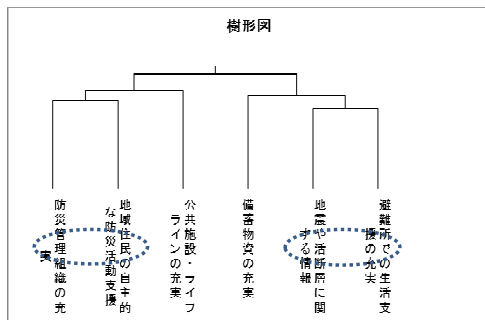 樹形図
防災管理組織の充
実
地域住民の自主的
な防災活動支援
公共施設・ライフ
ラインの充実
備蓄物資の充実
地震や活断層に関
する情報
避難所での生活支
援の充実